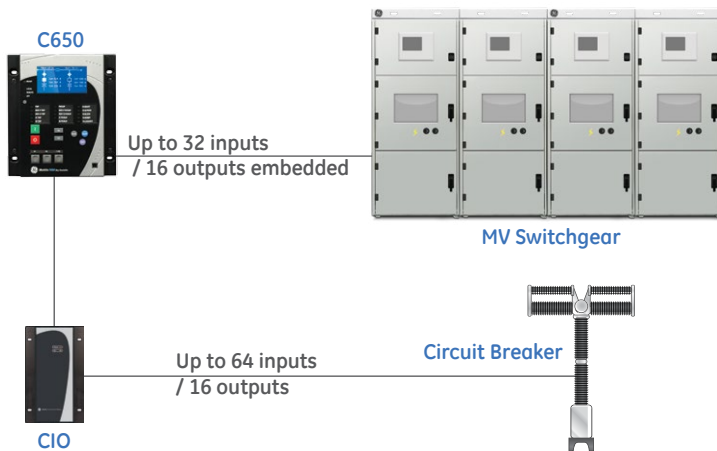 C650
Up to 32 inputs
/ 16 outputs embedded
MV Switchgear
Circuit Breaker
Up to 64 inputs
/ 16 outputs
CIO